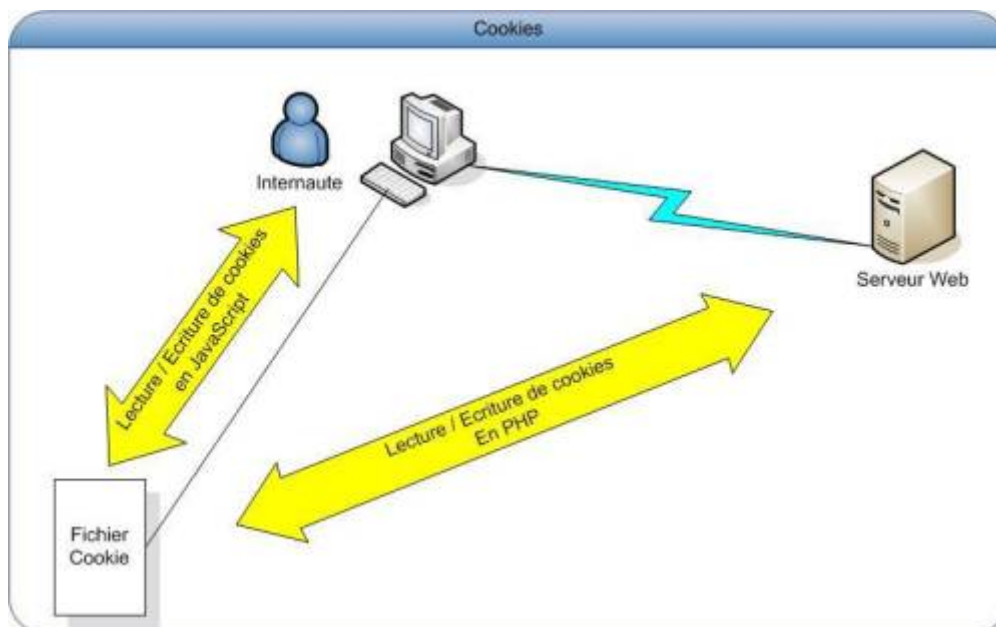 Cookies
Internaute
Serveur Web
Lecture / Ecriture de cookies
en JavaScript
Lecture / Ecriture de cookies
En PHP
Fichier
Cookie